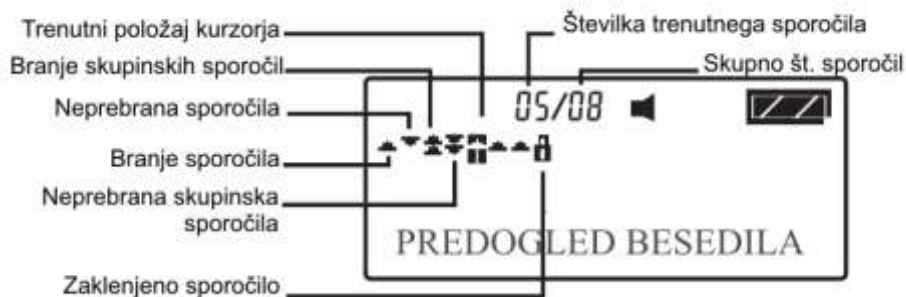 Trenutni položaj kurzorja
Številka trenutnega sporočila
Branje skupinskih sporočil
Skupno št. sporočil
Neprebrana sporočila
05/08
Branje sporočila
Neprebrana skupinska
sporočila
PREDOGLED BESEDILA
Zaklenjeno sporočilo